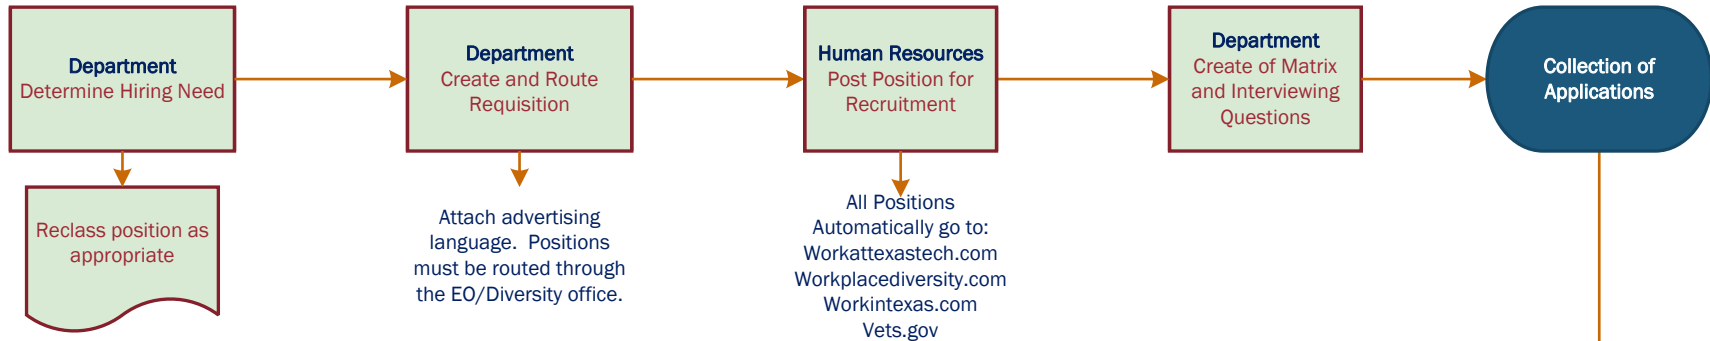 Department
Determine Hiring Need
Reclass position as
appropriate
Department
Create and Route
Requisition
Attach advertising
language.  Positions
must be routed through
the EO/Diversity office.
Human Resources
Post Position for
Recruitment
All Positions
Automatically go to:
Workattexastech.com
Workplacediversity.com
Workintexas.com
Vets.gov
Department
Create of Matrix
and Interviewing
Questions
Collection of
Applications